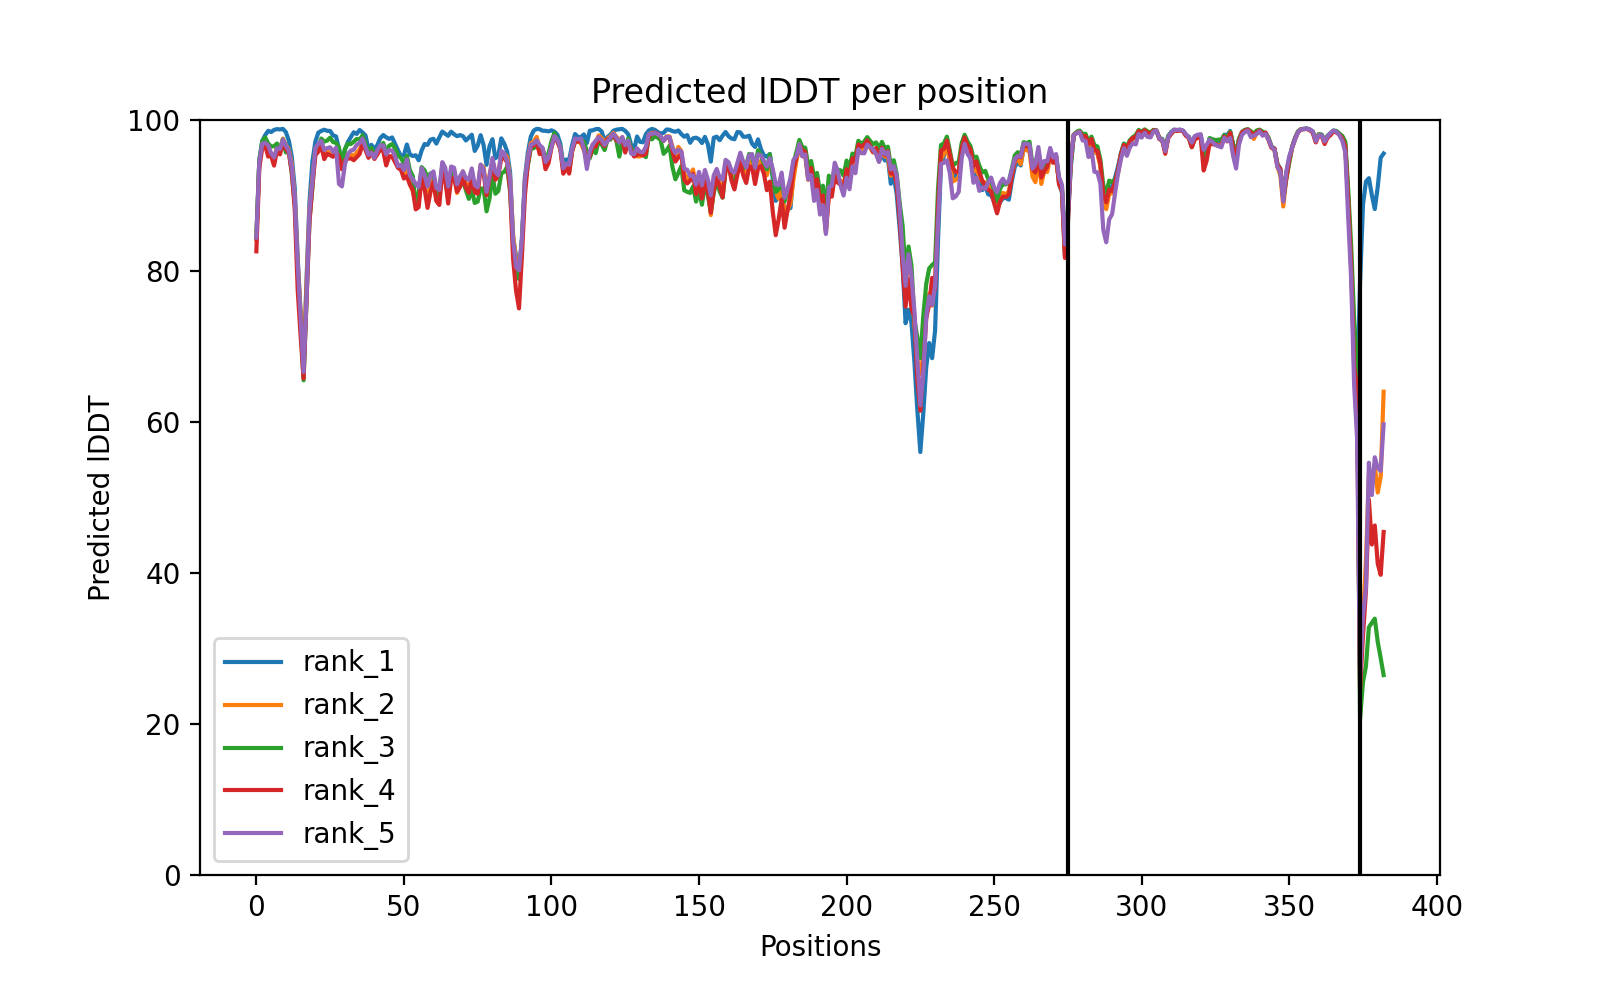 Predicted lDDT per position
100
80
60
40
20
0
Predicted lDDT
rank_1
rank_2
rank_3
rank_4
rank_5
0 50 100 150 200 250 300 350 400
Positions